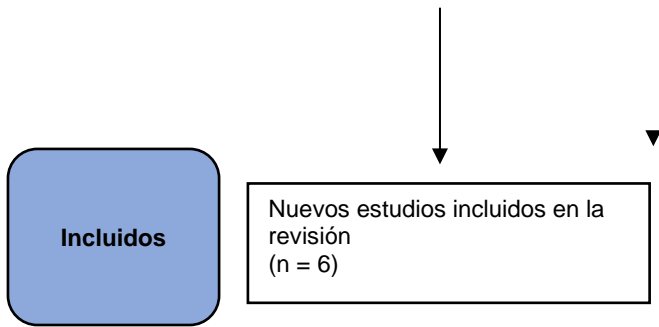 Incluidos
Nuevos estudios incluidos en la
revisión
(n = 6)